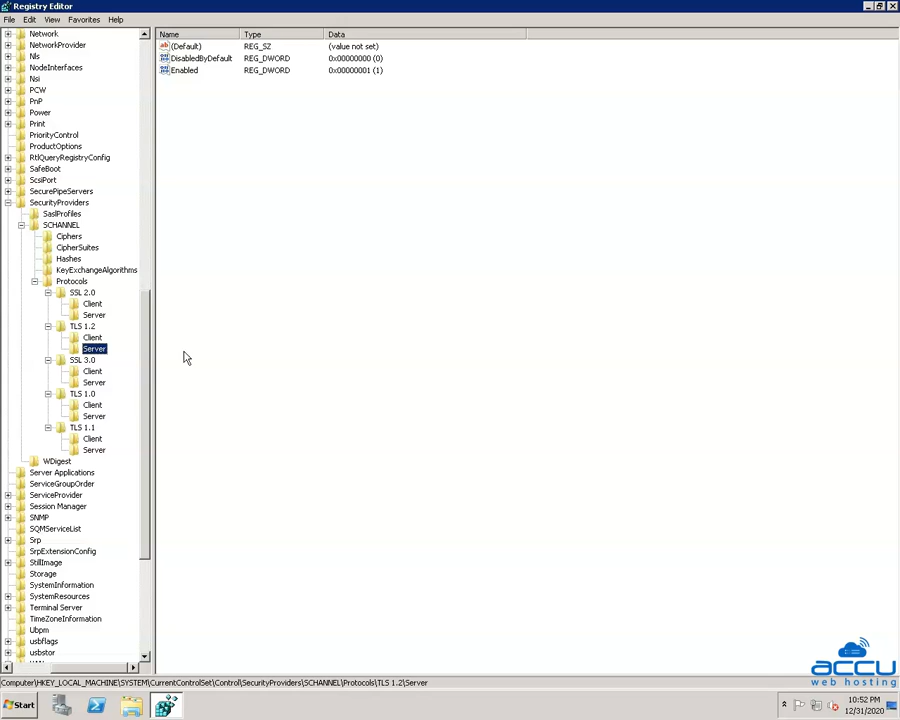 Registry Editor
File Edit View Favorites Help
Name Type Data
(Default) REG_SZ (value not set)
DisabledByDefault REG_DWORD 0x00000000 (0)
Enabled REG_DWORD 0x00000001 (1)
Network
NetworkProvider
Nls
NodeInterfaces
Nsi
PCW
PnP
Power
Print
PriorityControl
ProductOptions
RtlQueryRegistryConfig
SafeBoot
ScsiPort
SecurePipeServers
SecurityProviders
SaslProfiles
SCHANNEL
Ciphers
CipherSuites
Hashes
KeyExchangeAlgorithms
Protocols
SSL 2.0
Client
Server
TLS 1.2
Client
Server
SSL 3.0
Client
Server
TLS 1.0
Client
Server
TLS 1.1
Client
Server
WDigest
Server Applications
ServiceGroupOrder
ServiceProvider
Session Manager
SNMP
SQMServiceList
Srp
SrpExtensionConfig
StillImage
Storage
SystemInformation
SystemResources
Terminal Server
TimeZoneInformation
Ubpm
usbflags
usbstor
accu
web hosting
Computer\HKEY_LOCAL_MACHINE\SYSTEM\CurrentControlSet\Control\SecurityProviders\SCHANNEL\Protocols\TLS 1.2\Server
Start
10:52 PM
12/31/2020